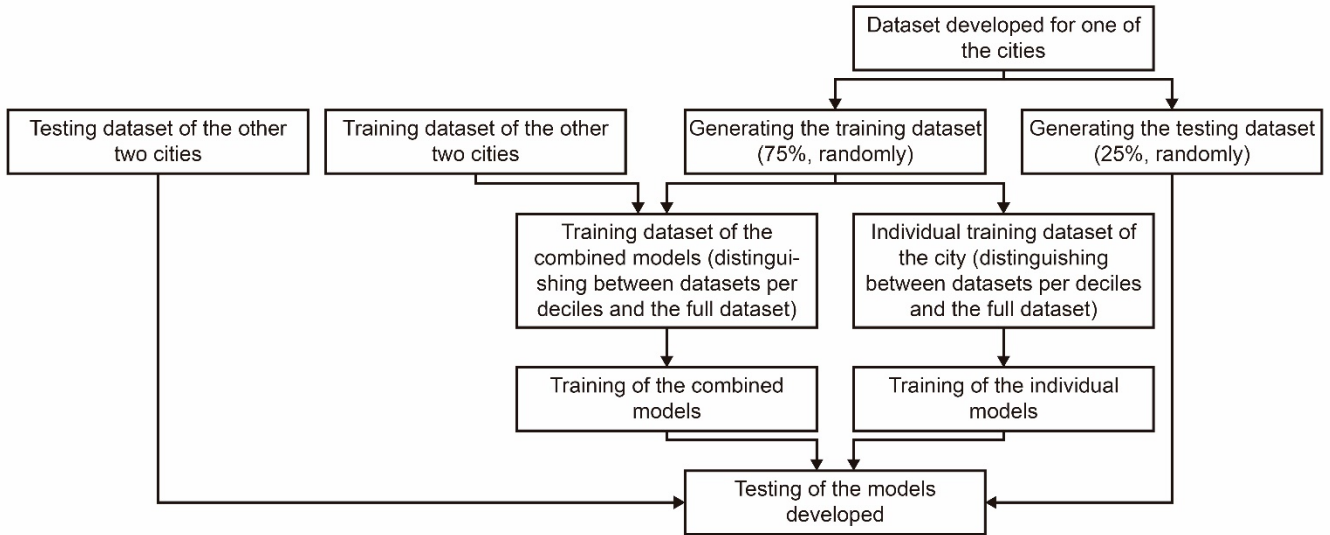 Dataset developed for one of
the cities
Testing dataset of the other
two cities
Training dataset of the other
two cities
Generating the training dataset
(75%, randomly)
Generating the testing dataset
(25%, randomly)
Training dataset of the
combined models (distingui-
shing between datasets per
deciles and the full dataset)
Individual training dataset of
the city (distinguishing
between datasets per deciles
and the full dataset)
Training of the combined
models
Training of the individual
models
Testing of the models
developed